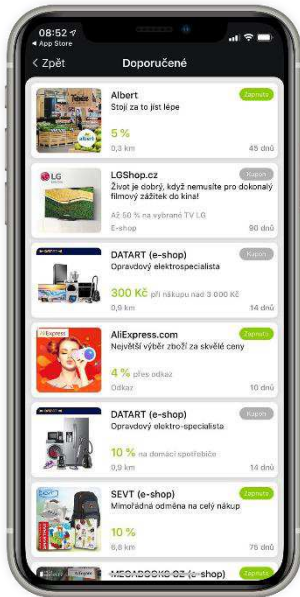 08:52
App Store
Zpět
Doporučené
Albert
Zapnuto
Stojí za to jíst lépe
5 %
0,3 km
45 dnů
LG
LGShop.cz
Kupon
Život je dobrý, když nemusíte pro dokonalý
filmový zážitek do kina!
Až 50 % na vybrané TV LG
E-shop
90 dnů
DATART (e-shop)
Kupon
Opravdový elektrospecialista
300 Kč při nákupu nad 3 000 Kč
0,9 km
14 dnů
AliExpress
AliExpress.com
Zapnuto
Největší výběr zboží za skvělé ceny
4 % přes odkaz
Odkaz
10 dnů
DATART (e-shop)
Kupon
Opravdový elektro-specialista
10 % na domácí spotřebiče
0,9 km
14 dnů
SEVT (e-shop)
Zapnuto
Mimořádná odměna na celý nákup
10 %
6,6 km
75 dnů
MEGABOOKS CZ (e-shop)
Zapnuto